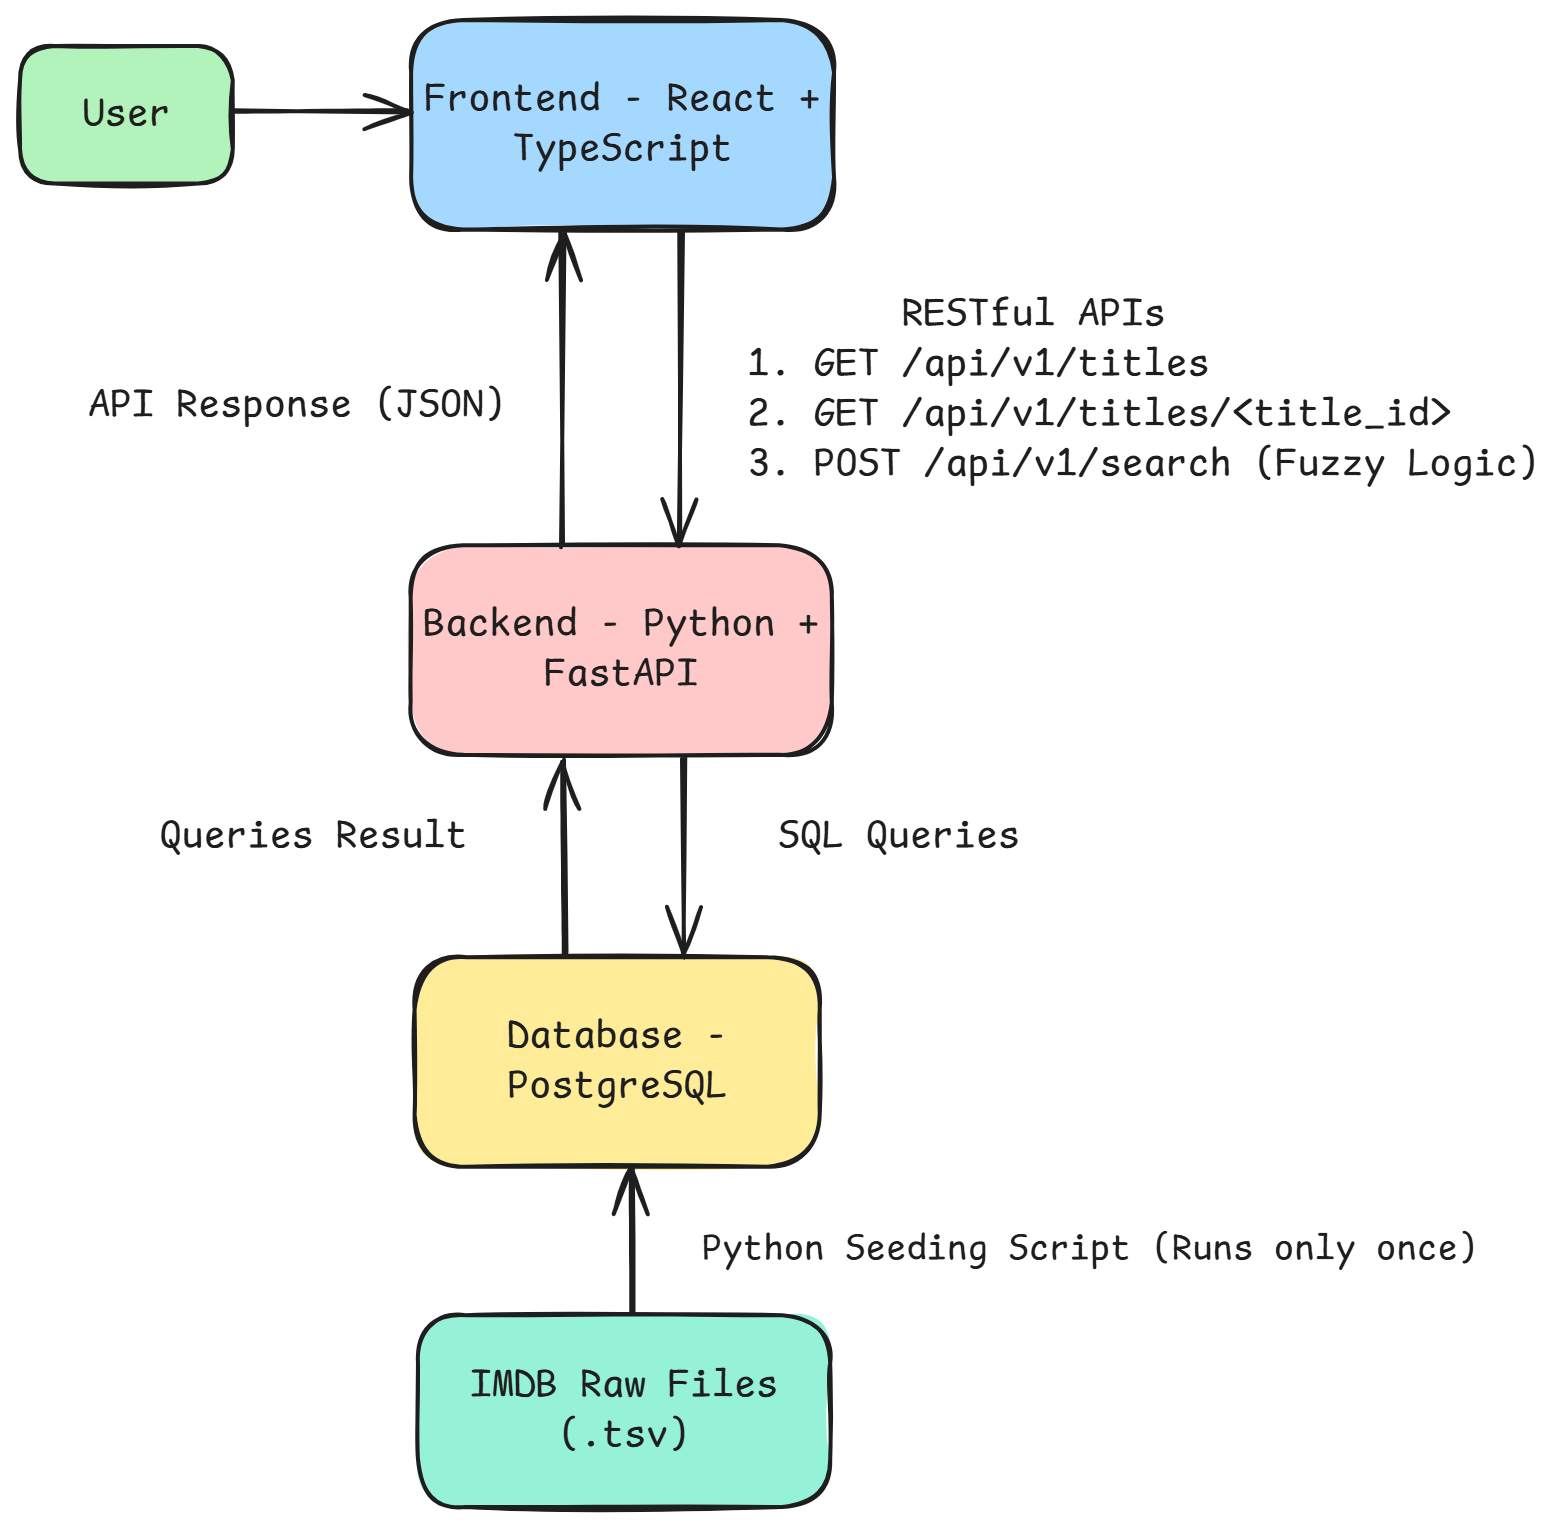 User
Frontend - React +
TypeScript
RESTful APIs
1. GET /api/v1/titles
2. GET /api/v1/titles/<title_id>
3. POST /api/v1/search (Fuzzy Logic)
API Response (JSON)
Backend - Python +
FastAPI
Queries Result
SQL Queries
Database -
PostgreSQL
Python Seeding Script (Runs only once)
IMDB Raw Files
(.tsv)